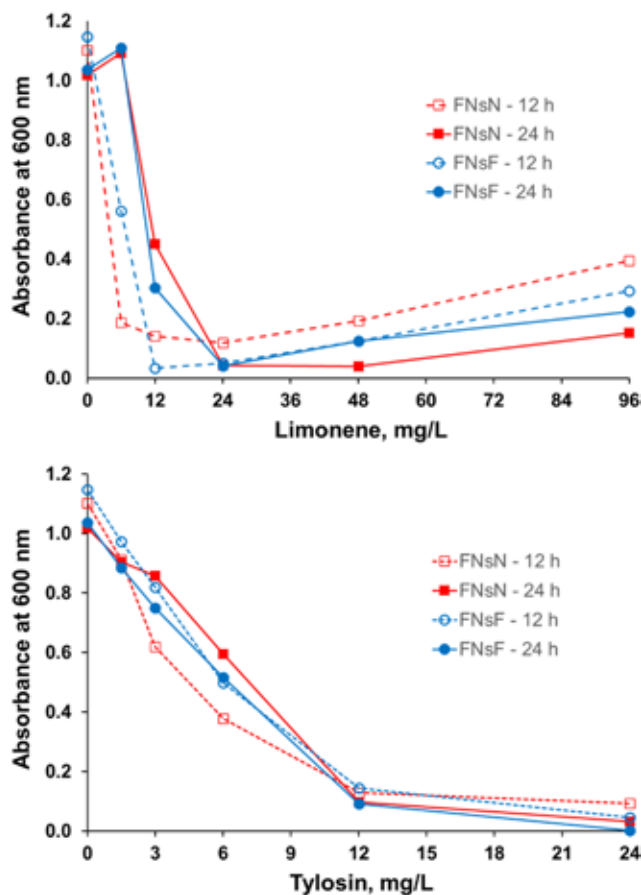 Absorbance at 600 nm
1.2
1.0
0.8
0.6
0.4
0.2
0.0
FNsN - 12 h
FNsN - 24 h
FNsF - 12 h
FNsF - 24 h
0 12 24 36 48 60 72 84 96
Limonene, mg/L
Absorbance at 600 nm
1.2
1.0
0.8
0.6
0.4
0.2
0.0
FNsN - 12 h
FNsN - 24 h
FNsF - 12 h
FNsF - 24 h
0 3 6 9 12 15 18 21 24
Tylosin, mg/L